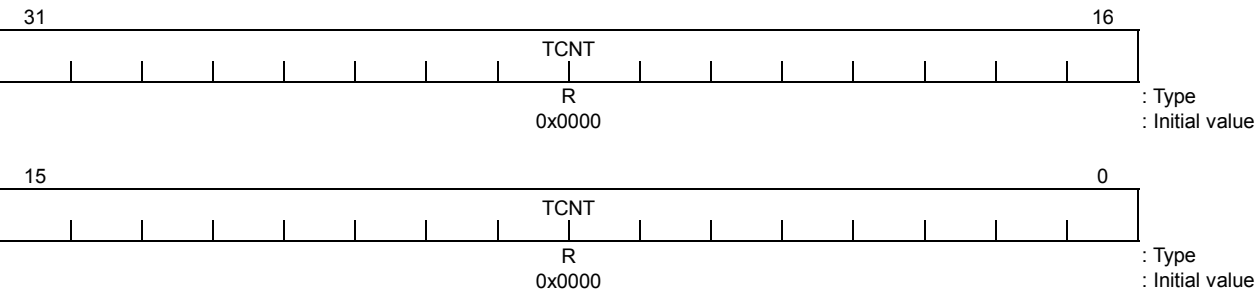 31 16
TCNT
R : Type
0x0000 : Initial value
15 0
TCNT
R : Type
0x0000 : Initial value